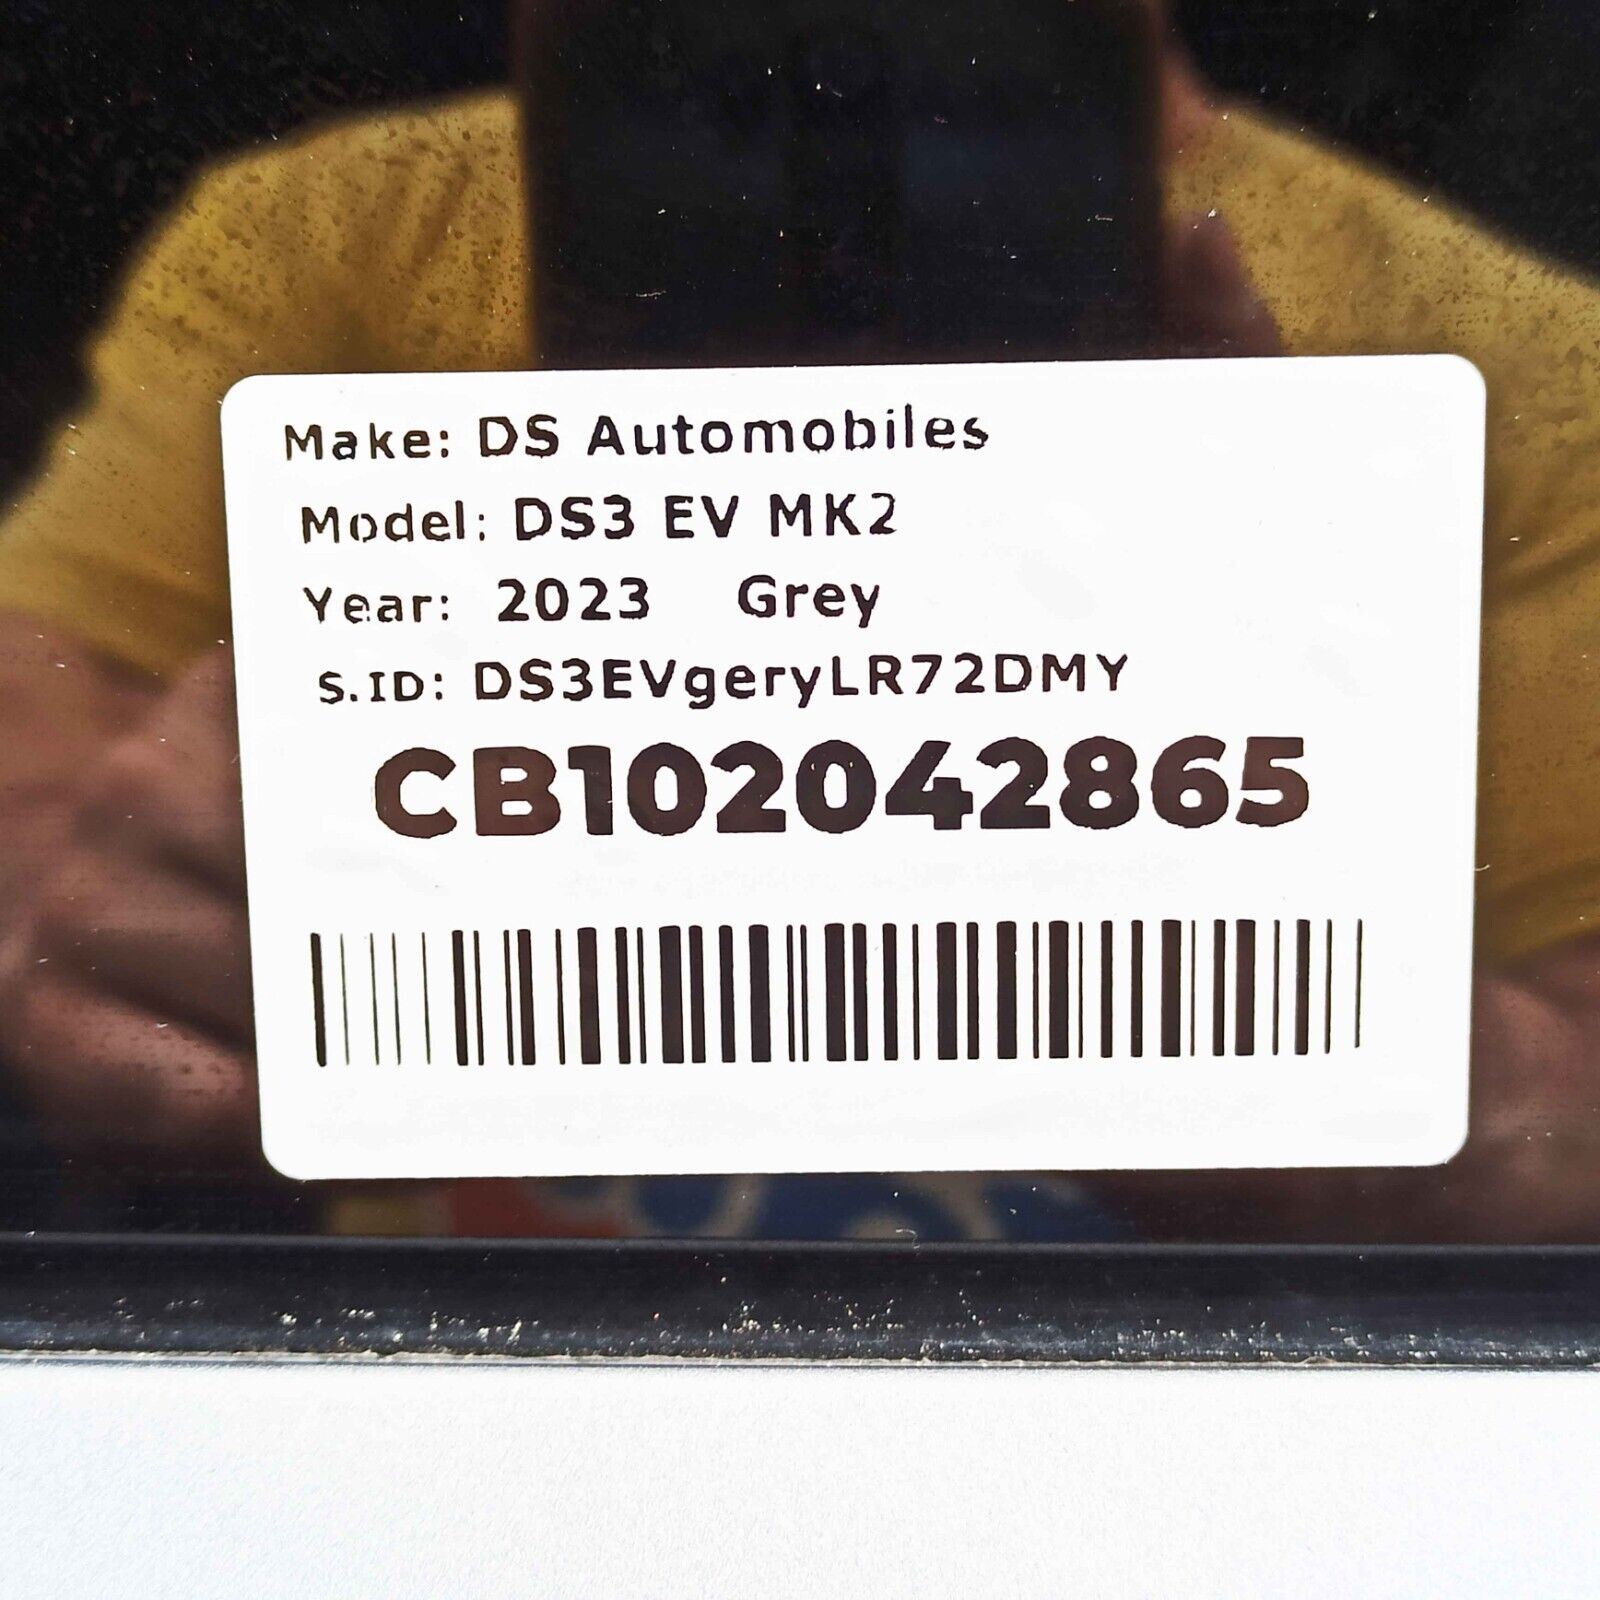 Make: DS Automobiles
Model: DS3 EV MK2
Year: 2023 Grey
S.ID: DS3EVgeryLR72DMY
CB102042865